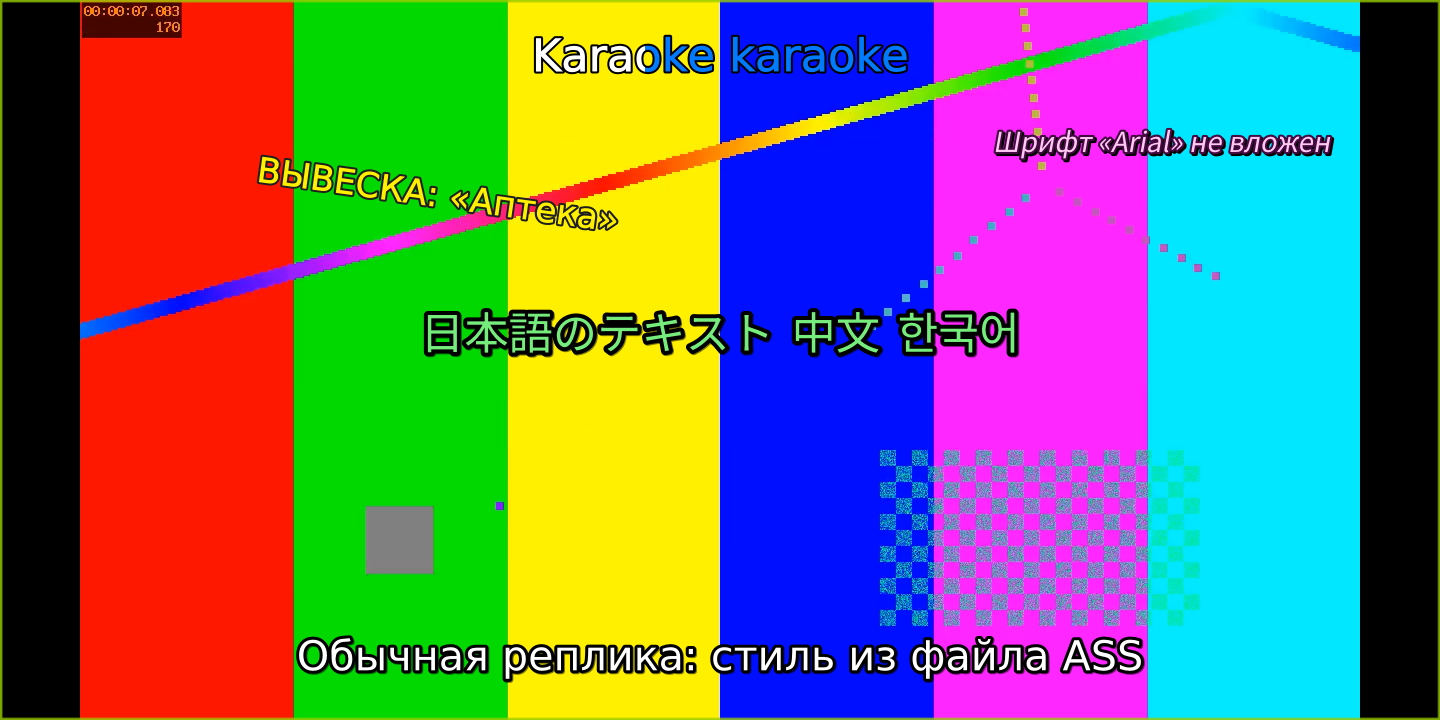 00:00:07.083
170
Karaoke karaoke
Шрифт «Arial» не вложен
ВЫВЕСКА: «Аптека»
日本語のテキスト 中文 한국어
Обычная реплика: стиль из файла ASS